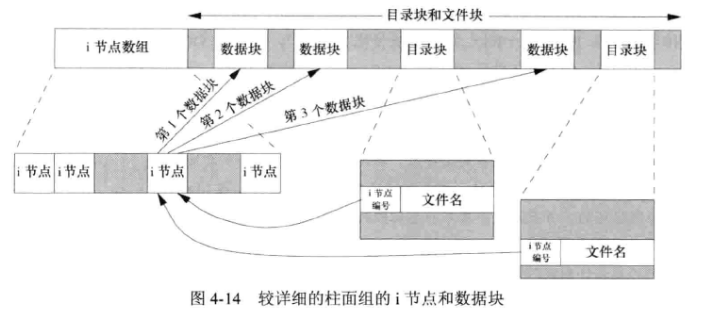 目录块和文件块
i 节点数组
数据块
数据块
目录块
数据块
目录块
第 1 个数据块
第 2 个数据块
第 3 个数据块
i 节点
i 节点
i 节点
i 节点
i 节点
编号
文件名
i 节点
编号
文件名
图 4-14 较详细的柱面组的 i 节点和数据块